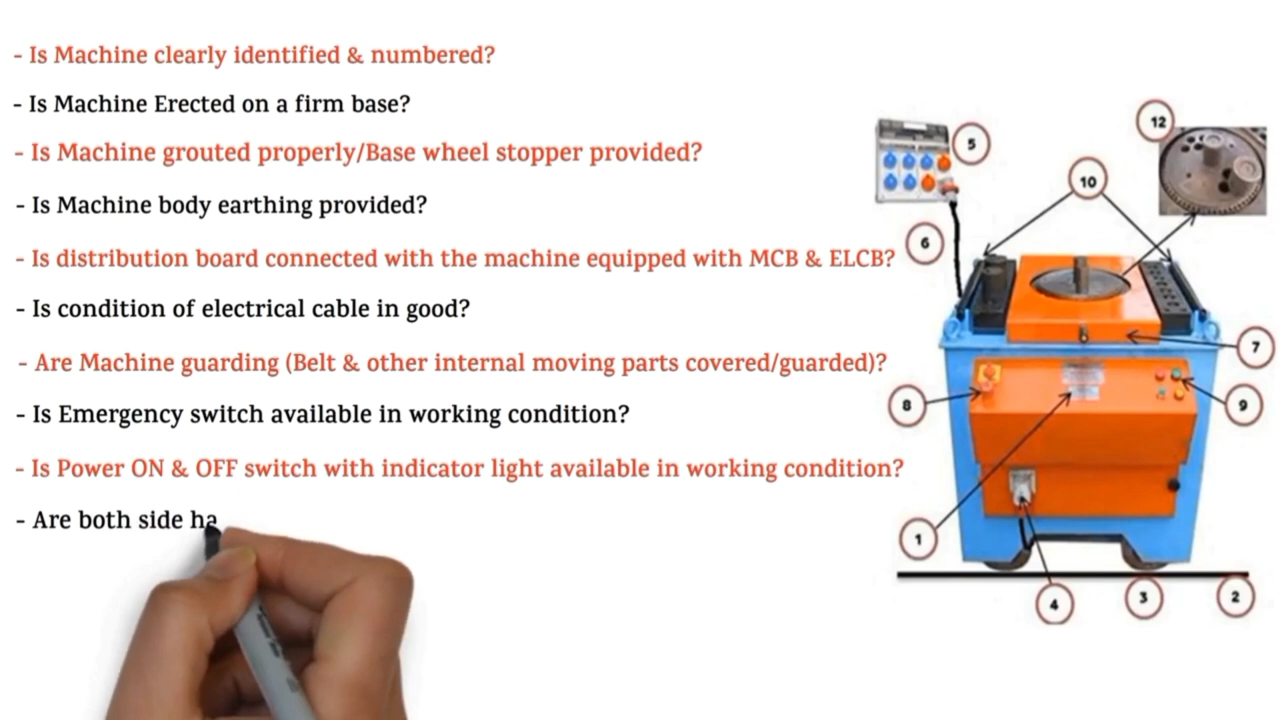 - Is Machine clearly identified & numbered?
- Is Machine Erected on a firm base?
- Is Machine grouted properly/Base wheel stopper provided?
- Is Machine body earthing provided?
- Is distribution board connected with the machine equipped with MCB & ELCB?
- Is condition of electrical cable in good?
- Are Machine guarding (Belt & other internal moving parts covered/guarded)?
- Is Emergency switch available in working condition?
- Is Power ON & OFF switch with indicator light available in working condition?
- Are both side ha
12
5
10
6
7
8
9
1
4
3
2